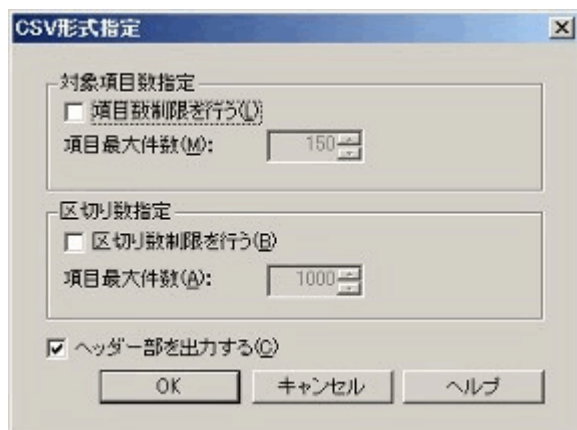 CSV形式指定
対象項目数指定
項目数制限を行う(L)
項目最大件数(M): 150
区切り数指定
区切り数制限を行う(B)
項目最大件数(A): 1000
ヘッダー部を出力する(C)
OK キャンセル ヘルプ